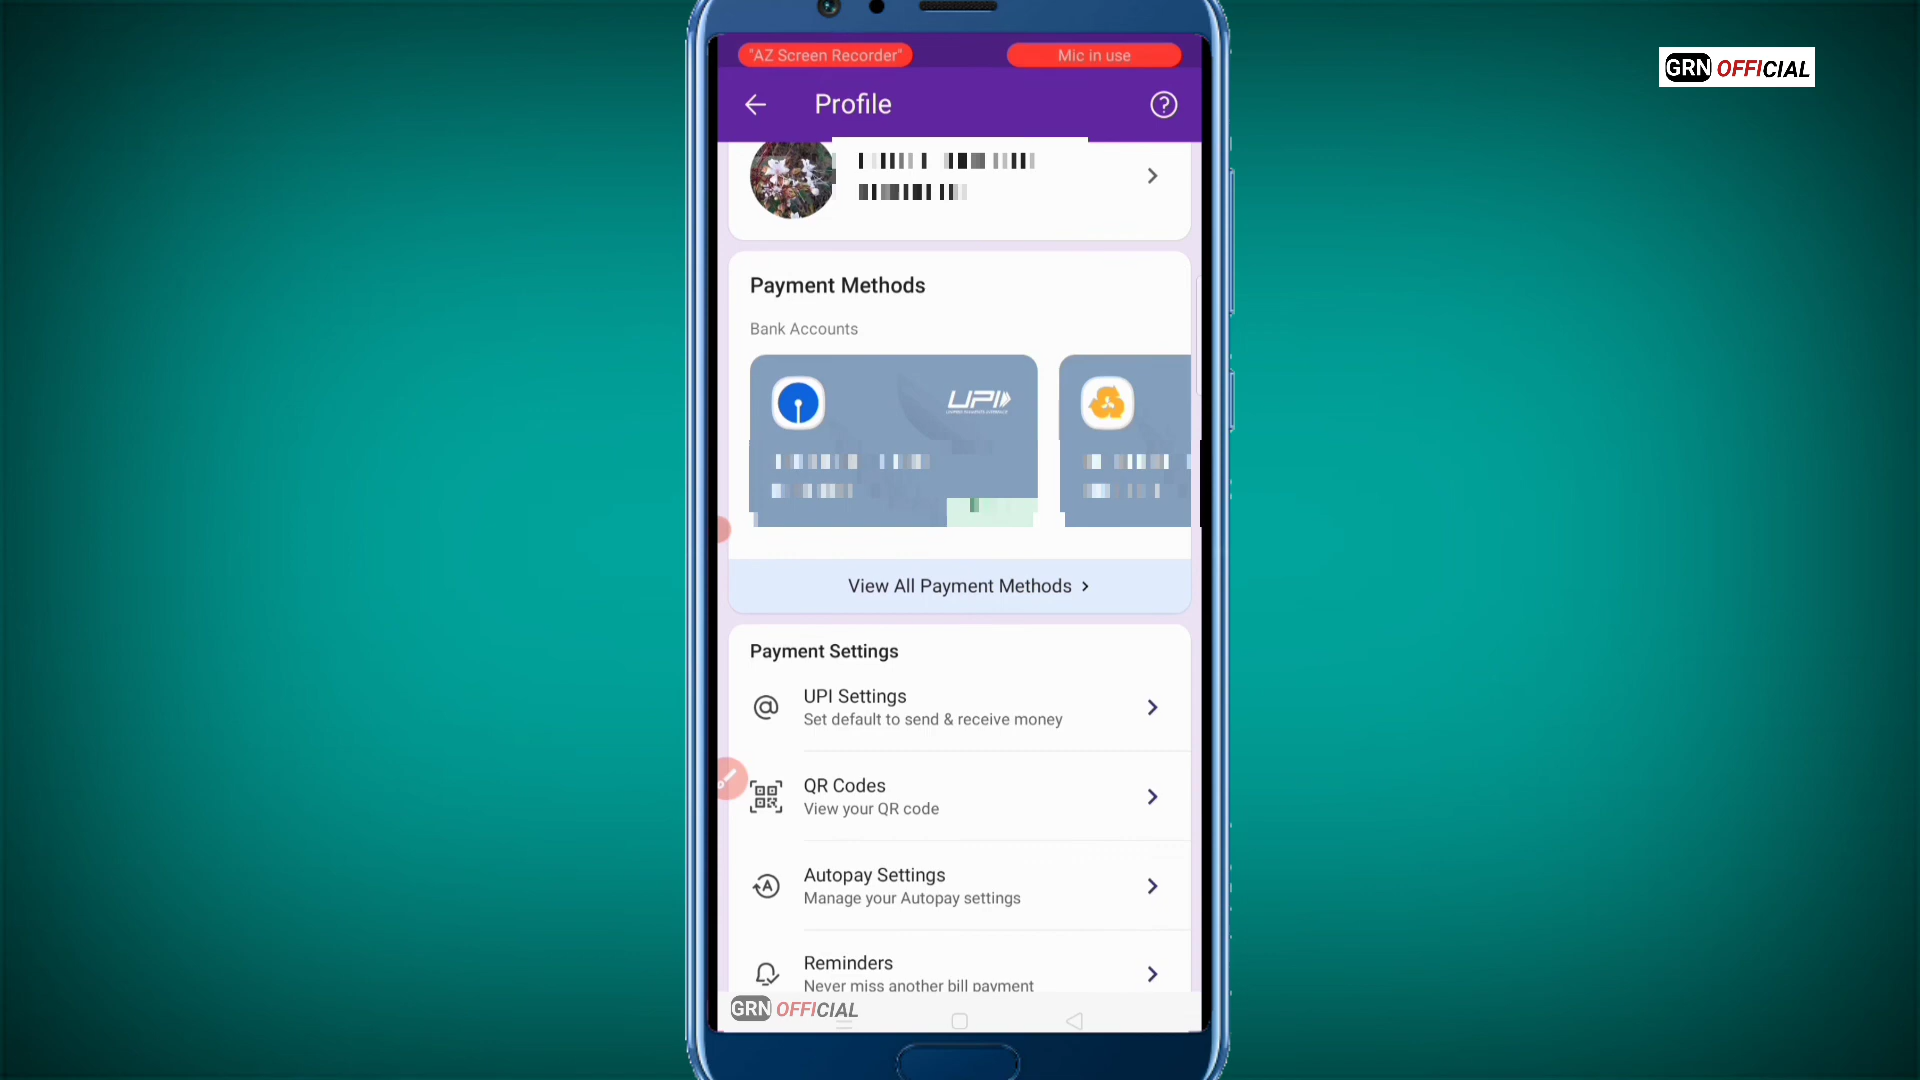 "AZ Screen Recorder"
Mic in use
GRN OFFICIAL
Profile
Payment Methods
Bank Accounts
UPI
View All Payment Methods
Payment Settings
UPI Settings
Set default to send & receive money
QR Codes
View your QR code
Autopay Settings
Manage your Autopay settings
Reminders
Never miss another bill payment
GRN OFFICIAL